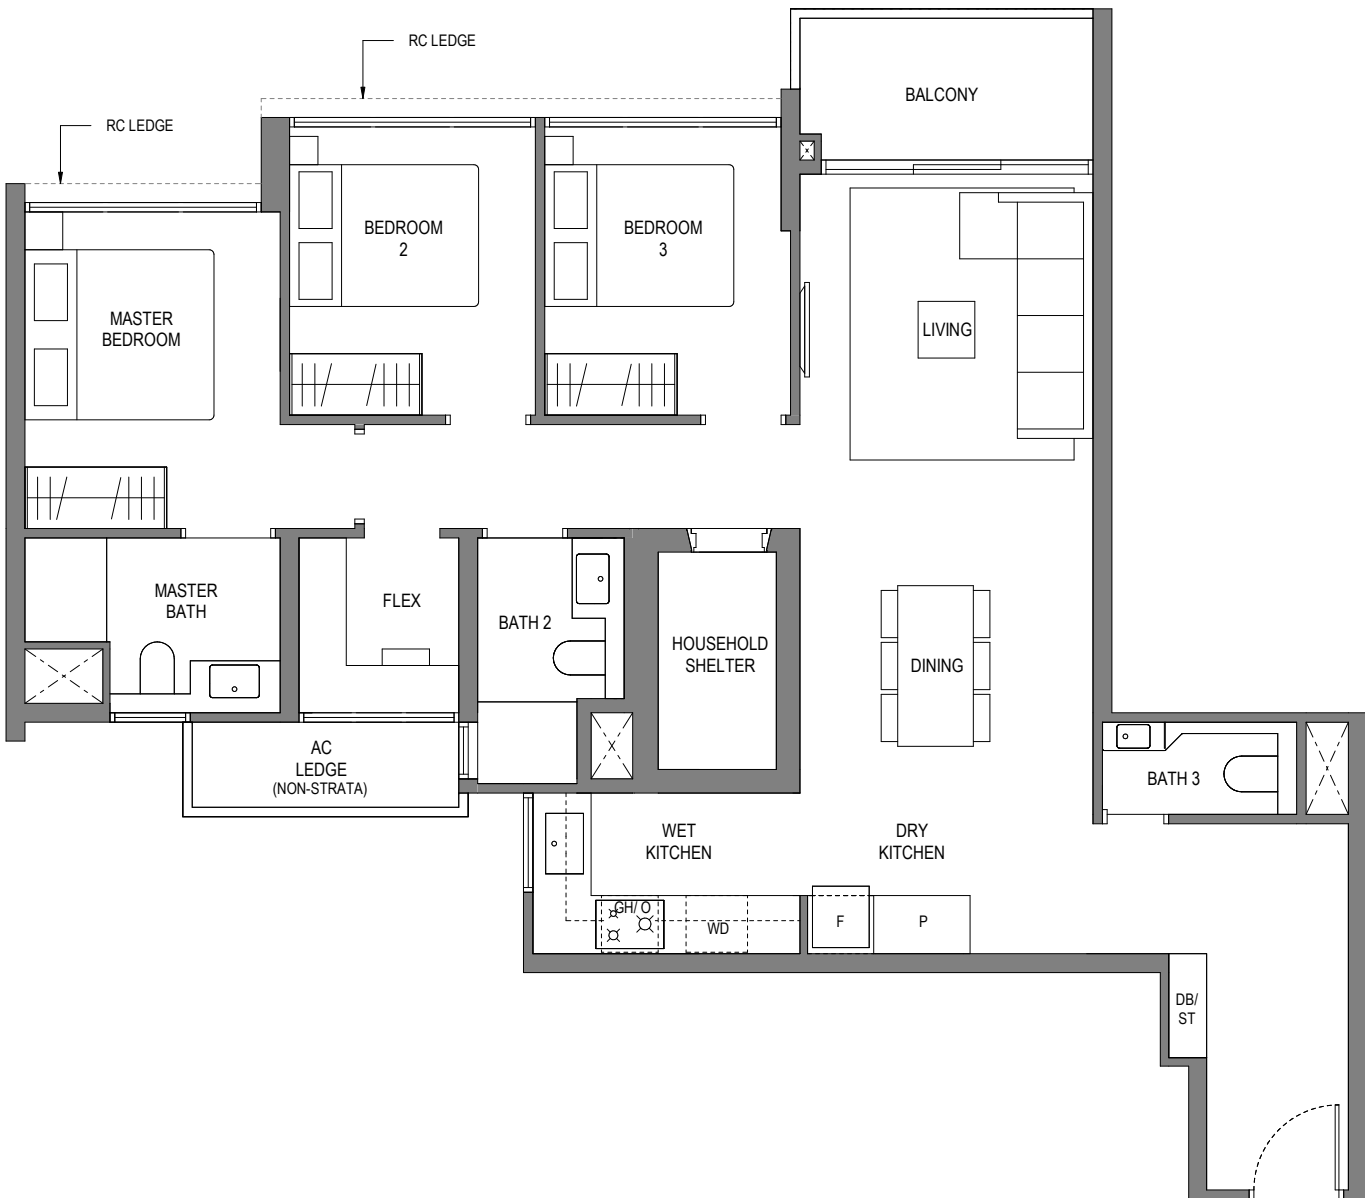 RC LEDGE
BALCONY
RC LEDGE
BEDROOM
2
BEDROOM
3
MASTER
BEDROOM
LIVING
MASTER
BATH
FLEX
BATH 2
HOUSEHOLD
SHELTER
DINING
AC
LEDGE
(NON-STRATA)
BATH 3
WET
KITCHEN
DRY
KITCHEN
GH/ O
WD
F
P
DB/
ST